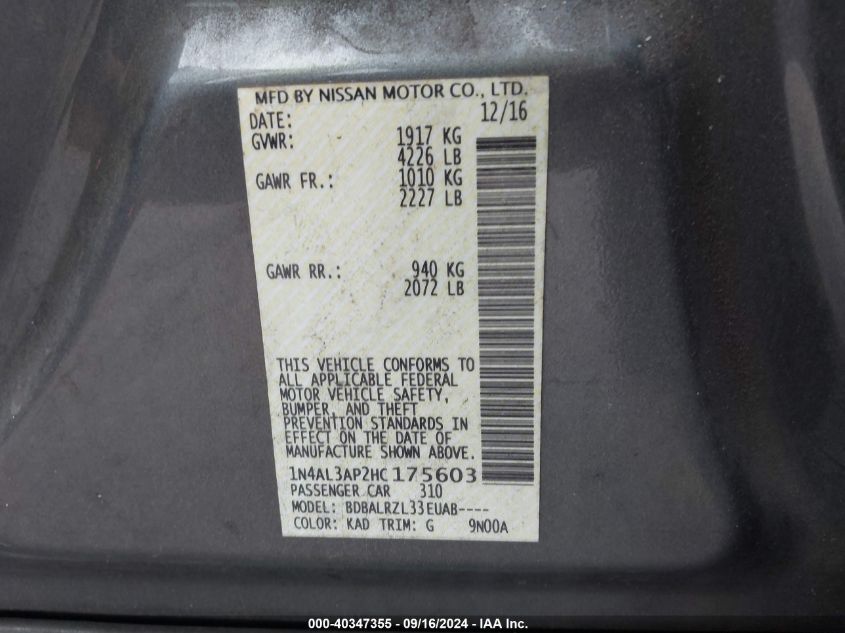 MFD BY NISSAN MOTOR CO., LTD.
DATE: 12/16
GVWR: 1917 KG
4226 LB
GAWR FR.: 1010 KG
2227 LB
GAWR RR.: 940 KG
2072 LB
THIS VEHICLE CONFORMS TO
ALL APPLICABLE FEDERAL
MOTOR VEHICLE SAFETY,
BUMPER, AND THEFT
PREVENTION STANDARDS IN
EFFECT ON THE DATE OF
MANUFACTURE SHOWN ABOVE.
1N4AL3AP2HC175603
PASSENGER CAR 310
MODEL: BDBALRZL33EUAB----
COLOR: KAD TRIM: G 9N00A
000-40347355 - 09/16/2024 - IAA Inc.